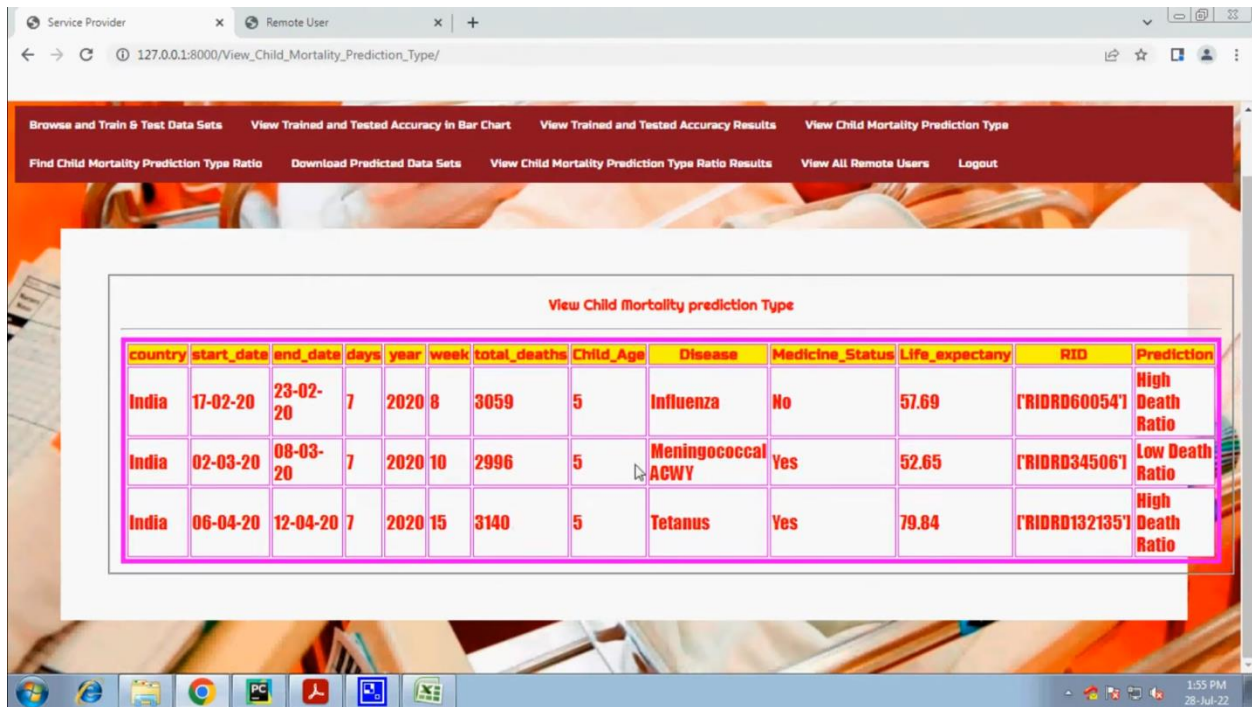 Service Provider
Remote User
127.0.0.1:8000/View_Child_Mortality_Prediction_Type/
Browse and Train & Test Data Sets View Trained and Tested Accuracy in Bar Chart View Trained and Tested Accuracy Results View Child Mortality Prediction Type
Find Child Mortality Prediction Type Ratio Download Predicted Data Sets View Child Mortality Prediction Type Ratio Results View All Remote Users Logout
View Child Mortality prediction Type
country start_date end_date days year week total_deaths Child_Age Disease Medicine_Status Life_expectany RID Prediction
India 17-02-20 23-02-20 7 2020 8 3059 5 Influenza No 57.69 ['RIDRD60054'] High Death Ratio
India 02-03-20 08-03-20 7 2020 10 2996 5 Meningococcal ACWY Yes 52.65 ['RIDRD34506'] Low Death Ratio
India 06-04-20 12-04-20 7 2020 15 3140 5 Tetanus Yes 79.84 ['RIDRD132135'] High Death Ratio
PC
1:55 PM
28-Jul-22